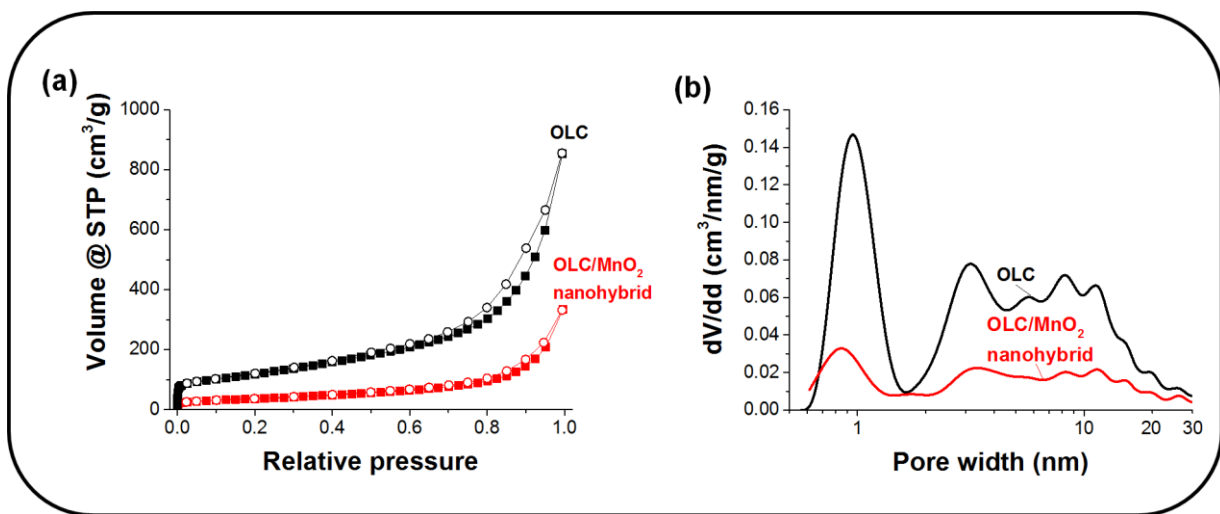 (a)
1000
800
600
400
200
0
Volume @ STP (cm³/g)
OLC
OLC/MnO₂
nanohybrid
0.0 0.2 0.4 0.6 0.8 1.0
Relative pressure
(b)
0.16
0.14
0.12
0.10
0.08
0.06
0.04
0.02
0.00
dV/dd (cm³/nm/g)
OLC
OLC/MnO₂
nanohybrid
1 10 20 30
Pore width (nm)